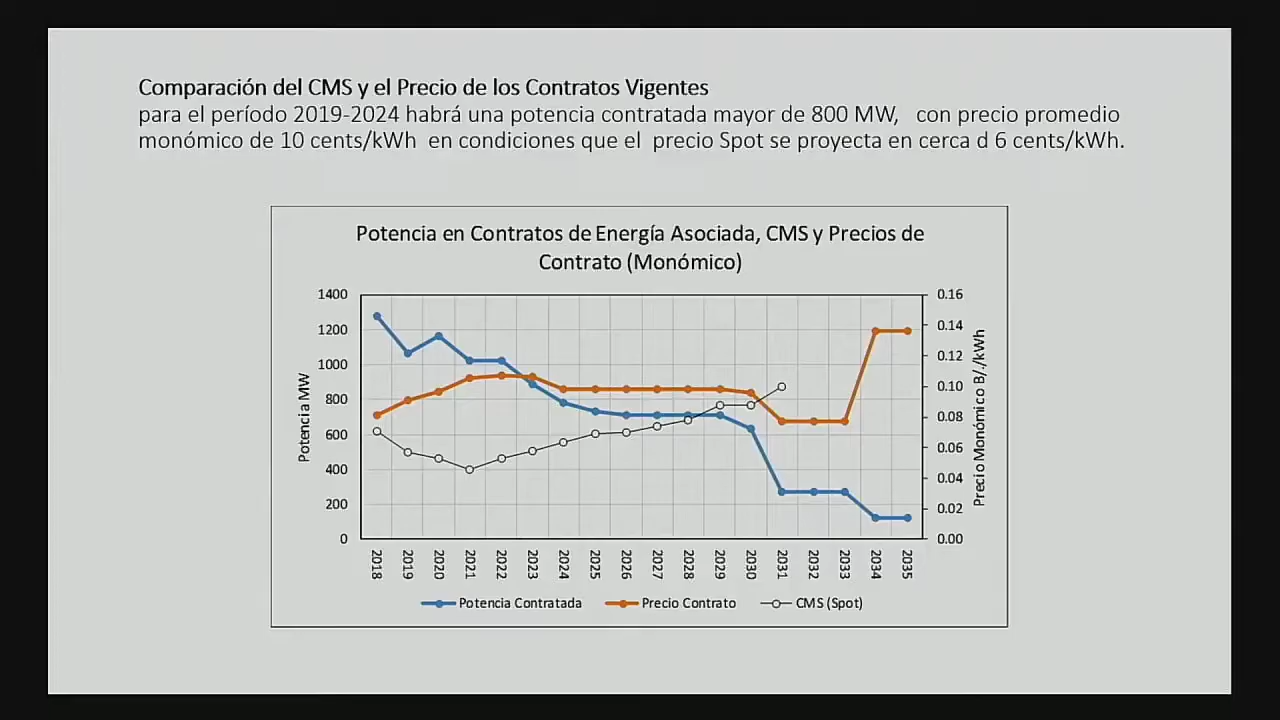 Comparación del CMS y el Precio de los Contratos Vigentes
para el período 2019-2024 habrá una potencia contratada mayor de 800 MW, con precio promedio
monómico de 10 cents/kWh en condiciones que el precio Spot se proyecta en cerca d 6 cents/kWh.
Potencia en Contratos de Energía Asociada, CMS y Precios de
Contrato (Monómico)
Potencia MW
1400
1200
1000
800
600
400
200
0
0.16
0.14
0.12
0.10
0.08
0.06
0.04
0.02
0.00
Precio Monómico B/./kWh
2018 2019 2020 2021 2022 2023 2024 2025 2026 2027 2028 2029 2030 2031 2032 2033 2034 2035
Potencia Contratada Precio Contrato CMS (Spot)